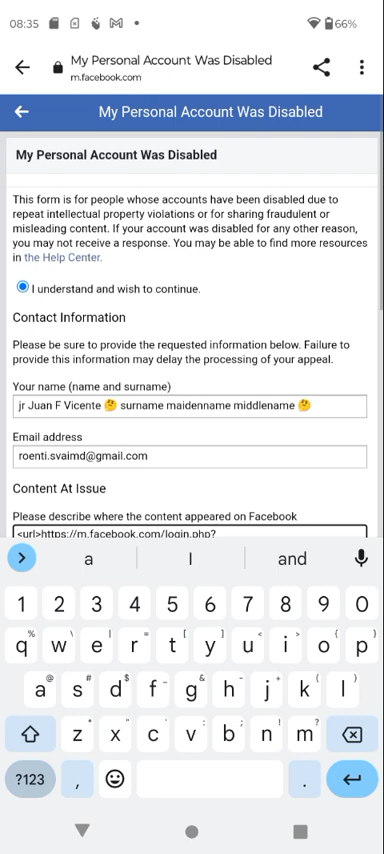 08:35 66%
My Personal Account Was Disabled
m.facebook.com
My Personal Account Was Disabled
My Personal Account Was Disabled
This form is for people whose accounts have been disabled due to
repeat intellectual property violations or for sharing fraudulent or
misleading content. If your account was disabled for any other reason,
you may not receive a response. You may be able to find more resources
in the Help Center.
I understand and wish to continue.
Contact Information
Please be sure to provide the requested information below. Failure to
provide this information may delay the processing of your appeal.
Your name (name and surname)
jr Juan F Vicente 🤔 surname maidenname middlename 🤔
Email address
roenti.svaimd@gmail.com
Content At Issue
Please describe where the content appeared on Facebook
<url>https://m.facebook.com/login.php?
a I and
1 2 3 4 5 6 7 8 9 0
% \ | = [ ] < > { }
q w e r t y u i o p
@ # $ _ & - + ( )
a s d f g h j k l
* " ' : ; ! ?
z x c v b n m
?123 , .